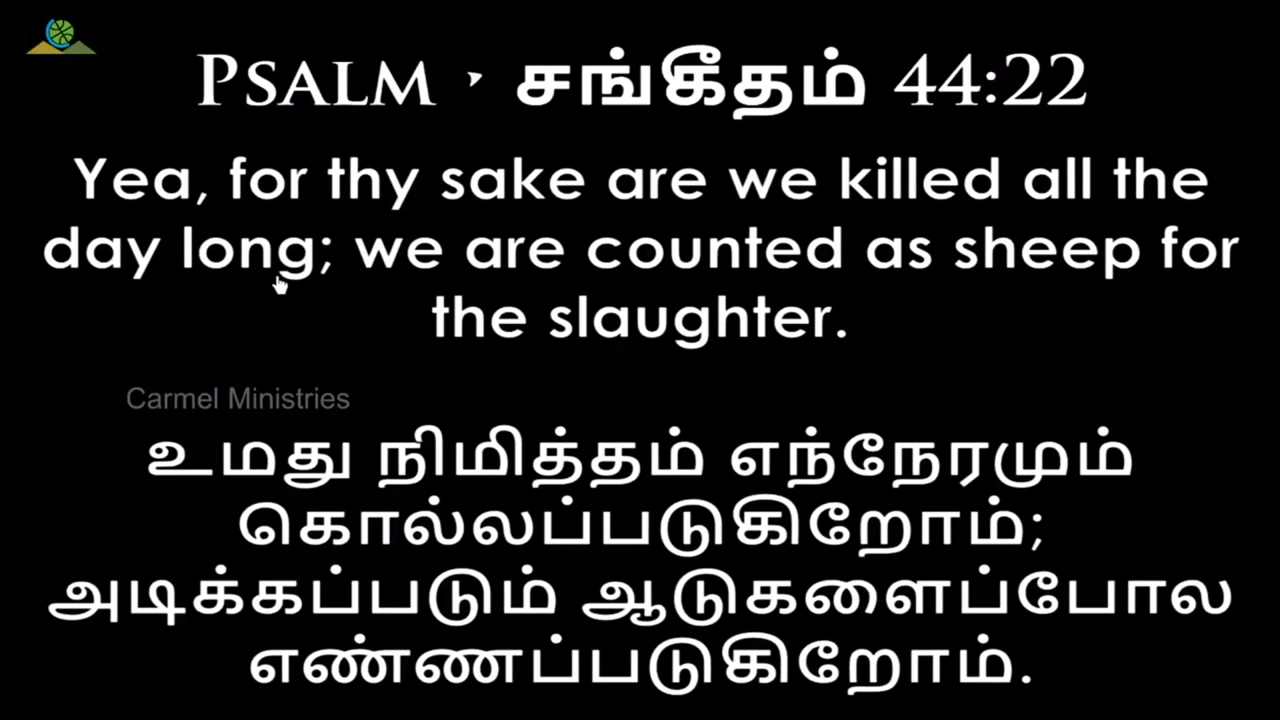 PSALM · சங்கீதம் 44:22
Yea, for thy sake are we killed all the
day long; we are counted as sheep for
the slaughter.
Carmel Ministries
உமது நிமித்தம் எந்நேரமும்
கொல்லப்படுகிறோம்;
அடிக்கப்படும் ஆடுகளைப்போல
எண்ணப்படுகிறோம்.